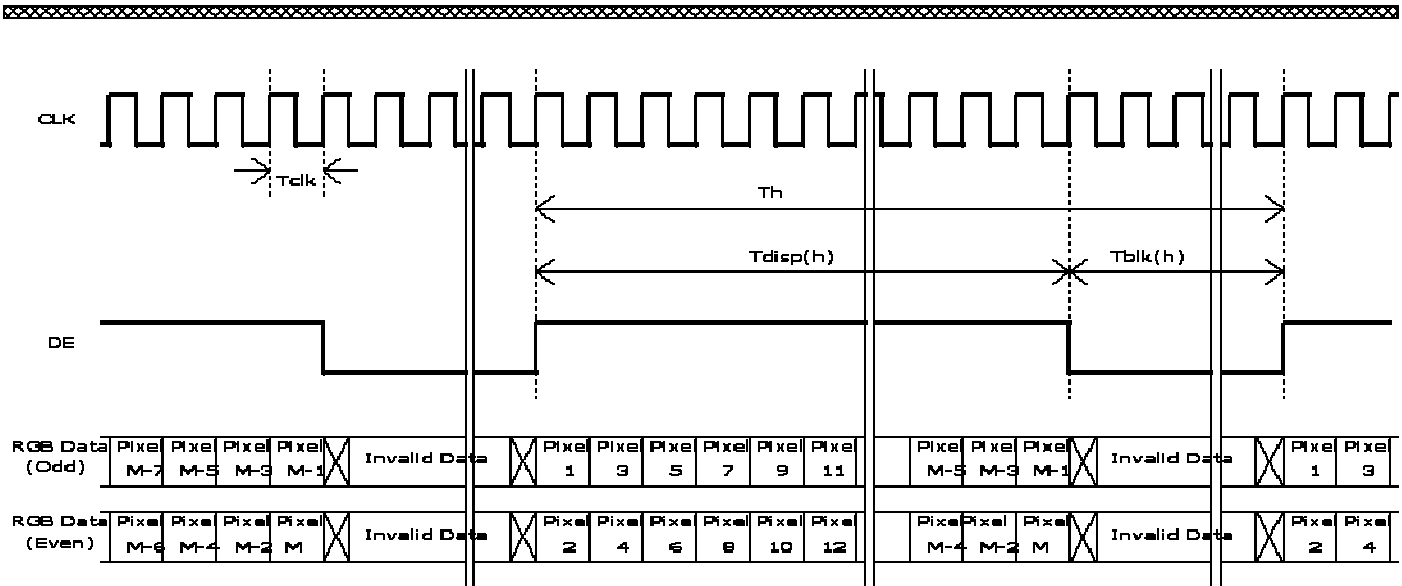 CLK
Tclk
Th
Tdisp(h)
Tblk(h)
DE
RGB Data (Odd)
Pixel M-7 Pixel M-5 Pixel M-3 Pixel M-1 Invalid Data Pixel 1 Pixel 3 Pixel 5 Pixel 7 Pixel 9 Pixel 11 Pixel M-5 Pixel M-3 Pixel M-1 Invalid Data Pixel 1 Pixel 3
RGB Data (Even)
Pixel M-6 Pixel M-4 Pixel M-2 Pixel M Invalid Data Pixel 2 Pixel 4 Pixel 6 Pixel 8 Pixel 10 Pixel 12 Pixel M-4 Pixel M-2 Pixel M Invalid Data Pixel 2 Pixel 4